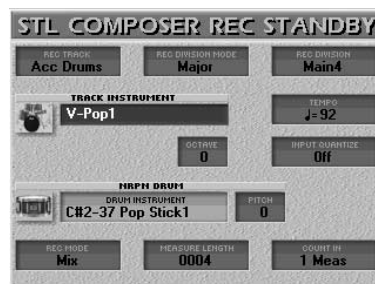 STL COMPOSER REC STANDBY
REC TRACK
Acc Drums
REC DIVISION MODE
Major
REC DIVISION
Main4
TRACK INSTRUMENT
V-Pop1
TEMPO
♩=92
OCTAVE
0
INPUT QUANTIZE
Off
NRPN DRUM
DRUM INSTRUMENT
C#2-37 Pop Stick1
PITCH
0
REC MODE
Mix
MEASURE LENGTH
0004
COUNT IN
1 Meas